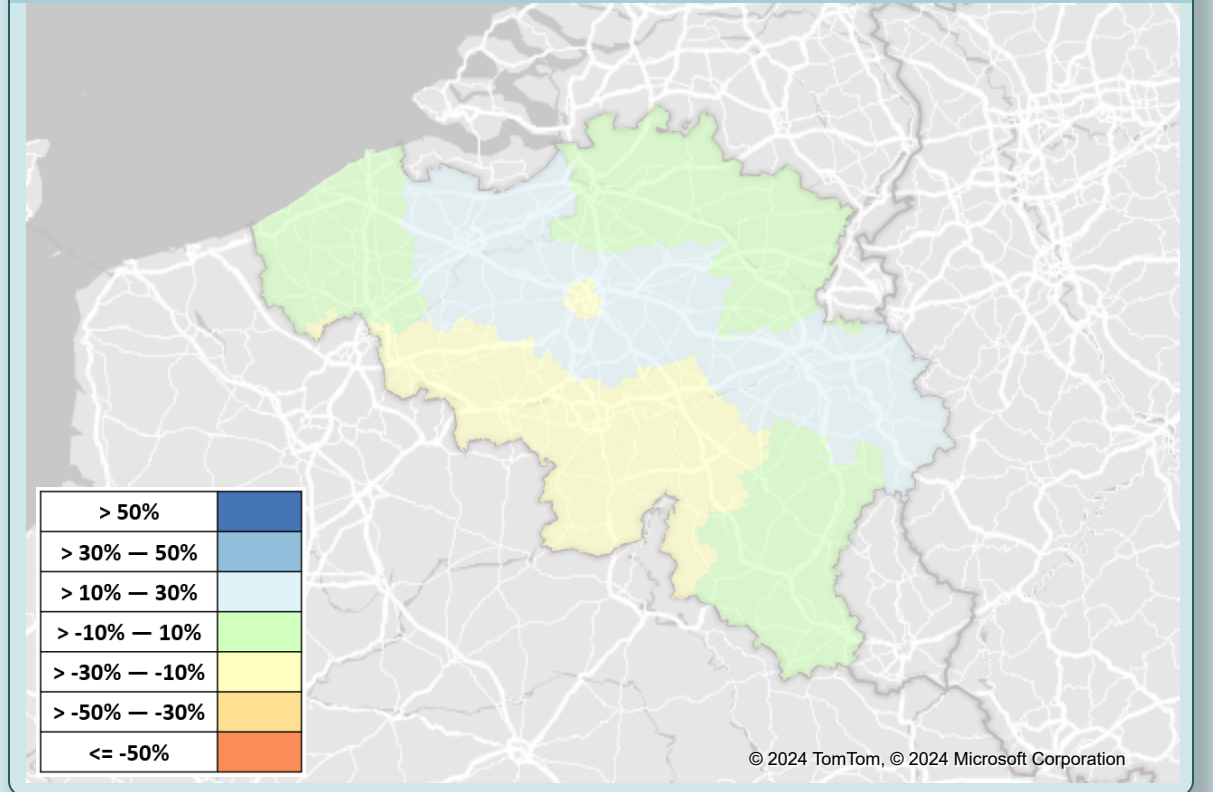 > 50%
> 30% — 50%
> 10% — 30%
> -10% — 10%
> -30% — -10%
> -50% — -30%
<= -50%
© 2024 TomTom, © 2024 Microsoft Corporation